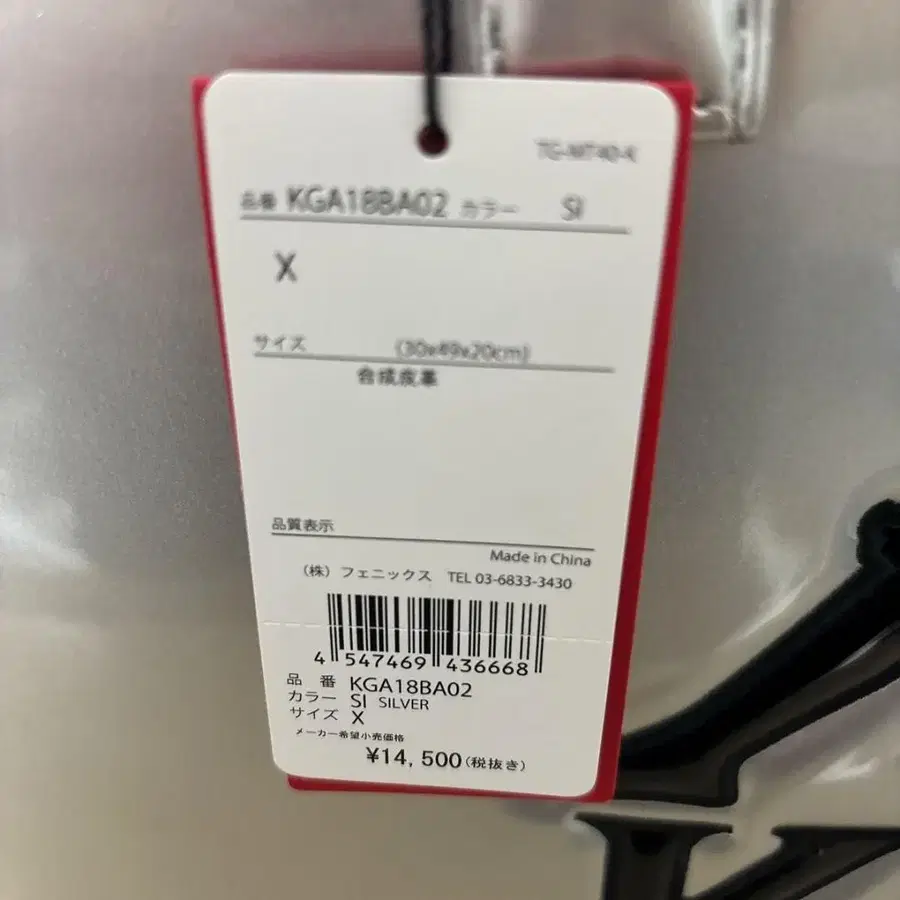 TG-MT40-K
品番 KGA18BA02 カラー SI
X
サイズ (30x49x20cm)
合成皮革
品質表示
Made in China
(株) フェニックス TEL 03-6833-3430
4 547469 436668
品 番 KGA18BA02
カラー SI SILVER
サイズ X
メーカー希望小売価格
¥14,500(税抜き)